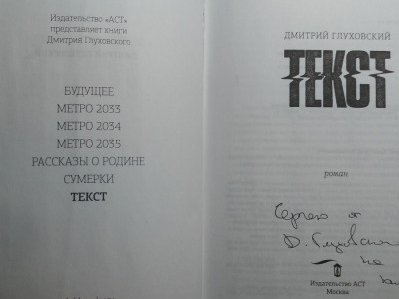 Издательство «АСТ»
представляет книги
Дмитрия Глуховского
БУДУЩЕЕ
МЕТРО 2033
МЕТРО 2034
МЕТРО 2035
РАССКАЗЫ О РОДИНЕ
СУМЕРКИ
ТЕКСТ
ДМИТРИЙ ГЛУХОВСКИЙ
ТЕКСТ
роман
Сергею от
Д. Глуховского
на
Издательство АСТ
Москва